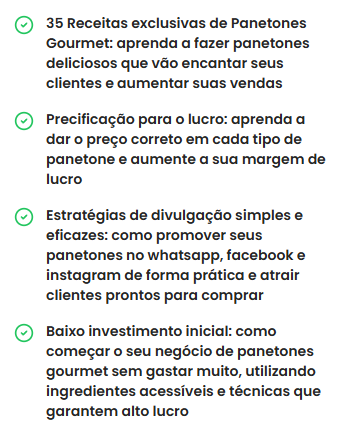 35 Receitas exclusivas de Panetones
Gourmet: aprenda a fazer panetones
deliciosos que vão encantar seus
clientes e aumentar suas vendas
Precificação para o lucro: aprenda a
dar o preço correto em cada tipo de
panetone e aumente a sua margem de
lucro
Estratégias de divulgação simples e
eficazes: como promover seus
panetones no whatsapp, facebook e
instagram de forma prática e atrair
clientes prontos para comprar
Baixo investimento inicial: como
começar o seu negócio de panetones
gourmet sem gastar muito, utilizando
ingredientes acessíveis e técnicas que
garantem alto lucro